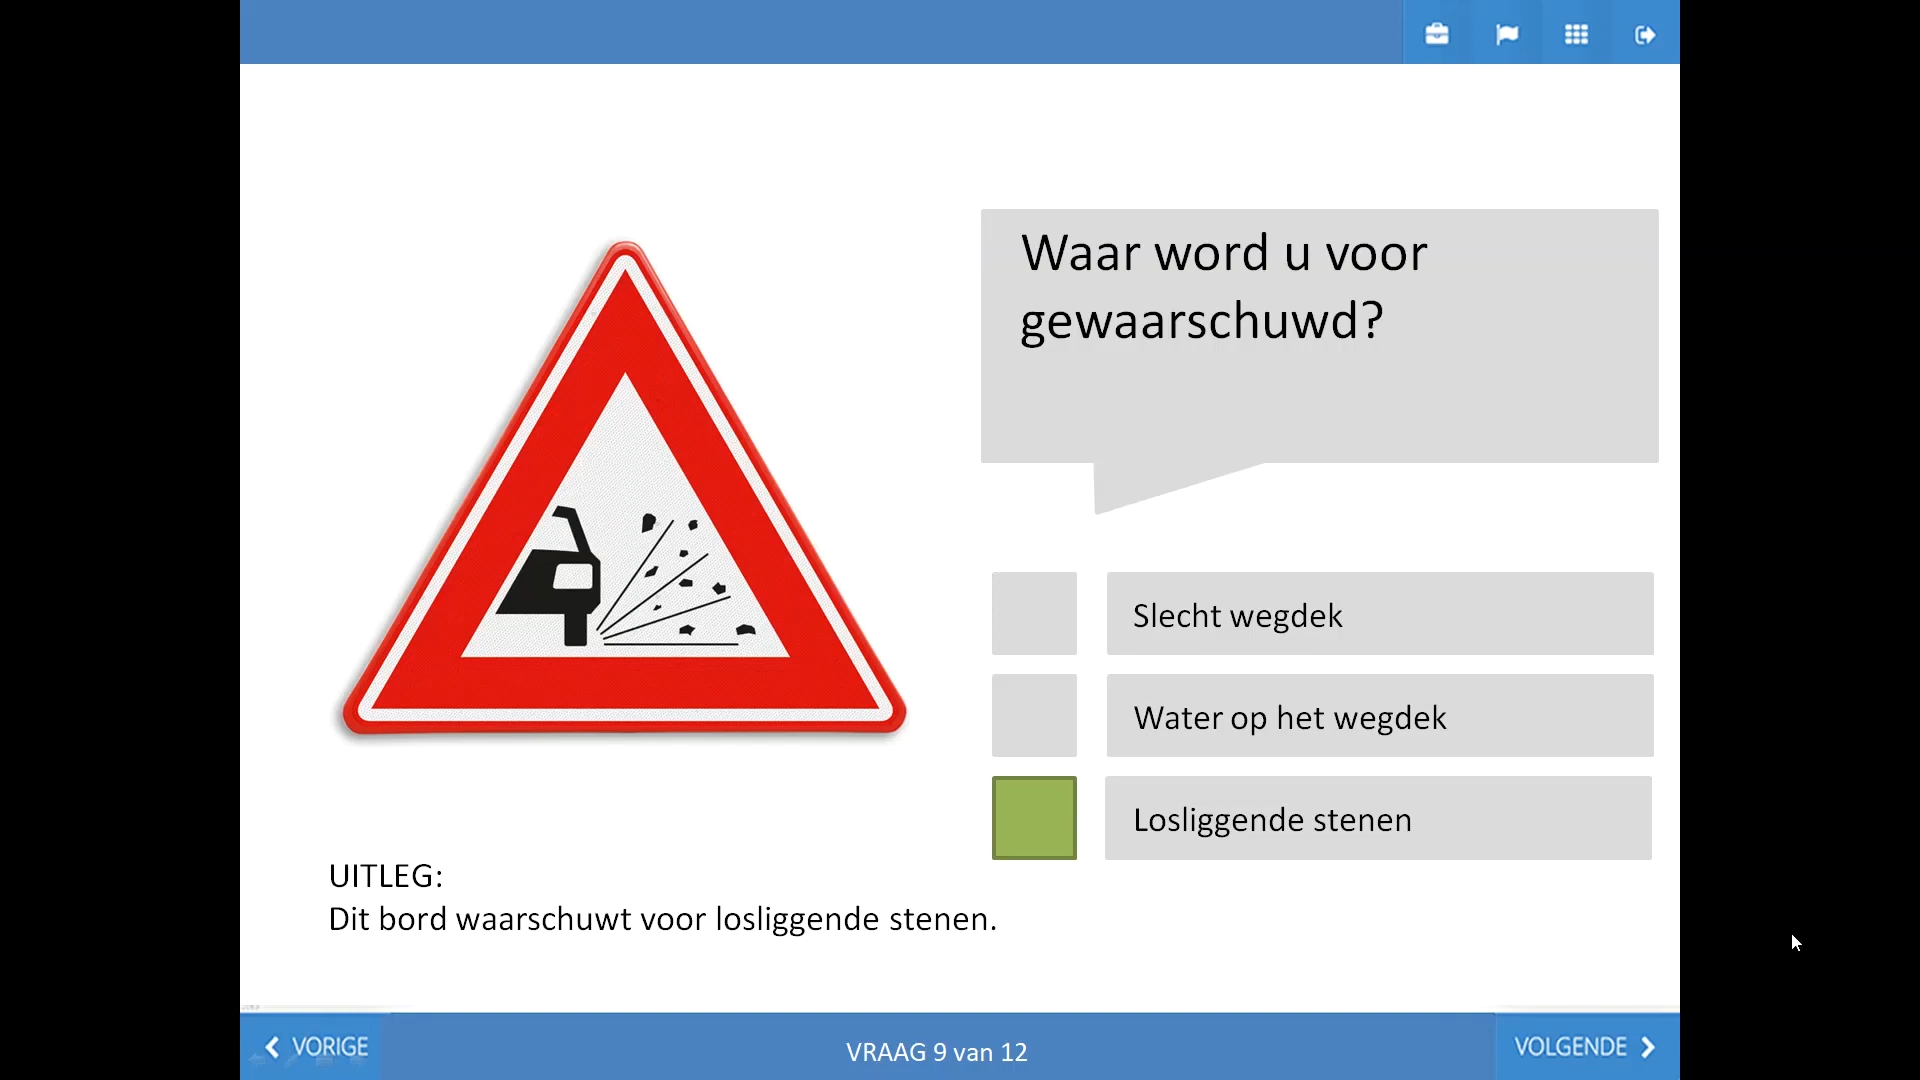 Waar word u voor
gewaarschuwd?
Slecht wegdek
Water op het wegdek
Losliggende stenen
UITLEG:
Dit bord waarschuwt voor losliggende stenen.
VORIGE
VRAAG 9 van 12
VOLGENDE